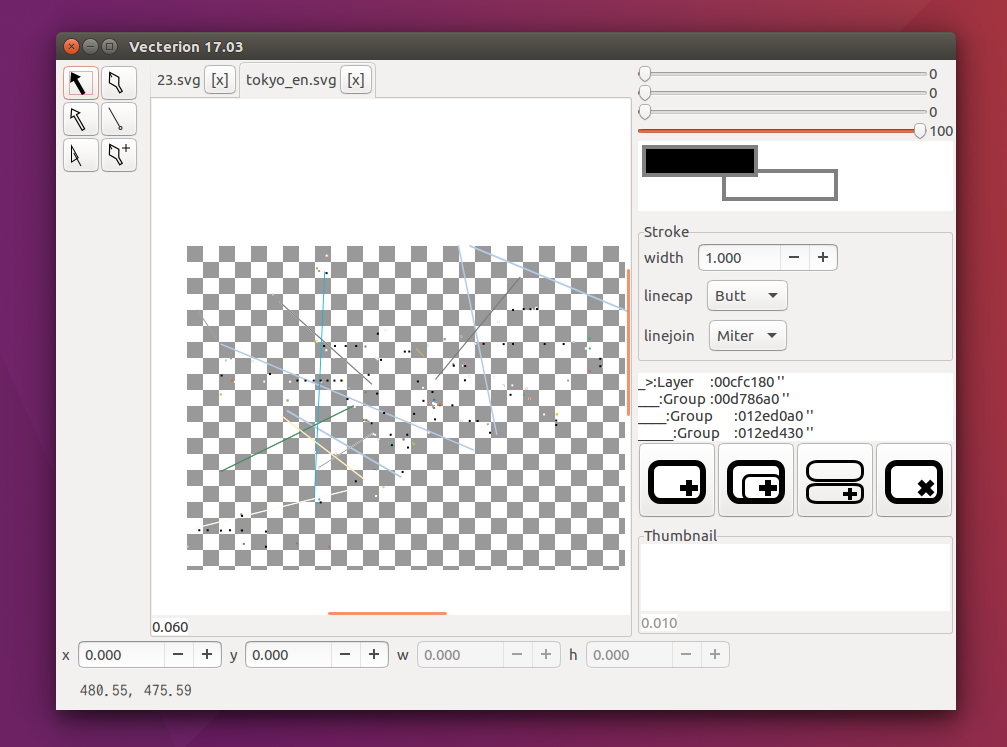 Vecterion 17.03
23.svg [x] tokyo_en.svg [x]
0
0
0
100
Stroke
width 1.000
linecap Butt
linejoin Miter
_>:Layer :00cfc180 ''
___:Group :00d786a0 ''
____:Group :012ed0a0 ''
_____:Group :012ed430 ''
Thumbnail
0.010
0.060
x 0.000 y 0.000 w 0.000 h 0.000
480.55, 475.59